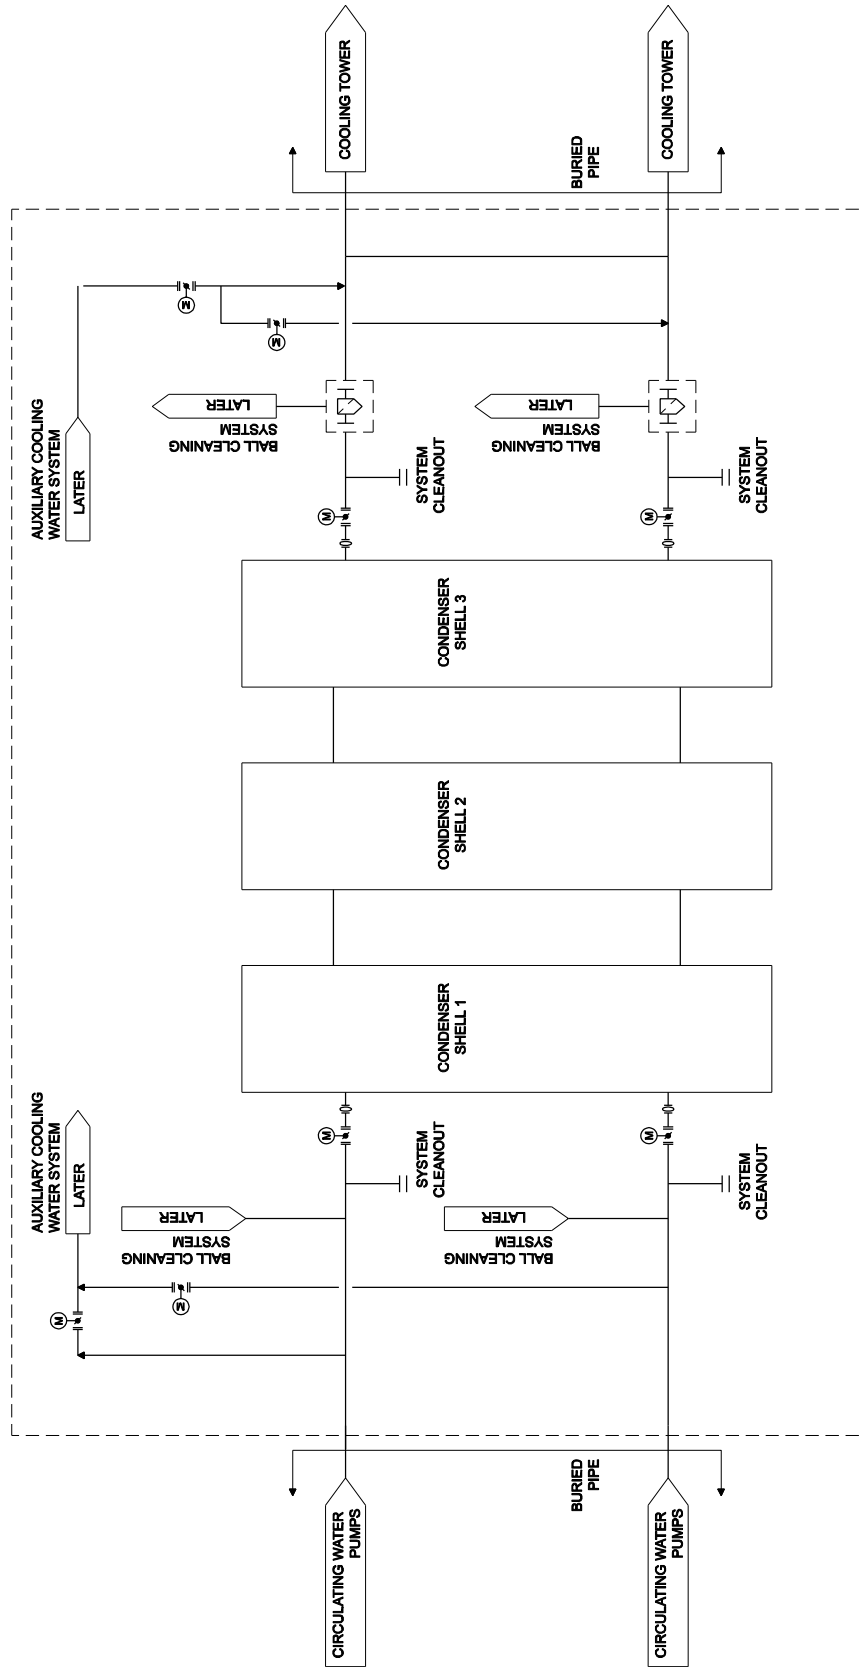 COOLING TOWER
COOLING TOWER
BURIED
PIPE
M
M
BALL CLEANING
SYSTEM
LATER
BALL CLEANING
SYSTEM
LATER
AUXILIARY COOLING
WATER SYSTEM
LATER
SYSTEM
CLEANOUT
SYSTEM
CLEANOUT
M
M
CONDENSER
SHELL 3
CONDENSER
SHELL 2
CONDENSER
SHELL 1
M
M
AUXILIARY COOLING
WATER SYSTEM
LATER
SYSTEM
CLEANOUT
SYSTEM
CLEANOUT
BALL CLEANING
SYSTEM
LATER
BALL CLEANING
SYSTEM
LATER
M
M
BURIED
PIPE
CIRCULATING WATER
PUMPS
CIRCULATING WATER
PUMPS